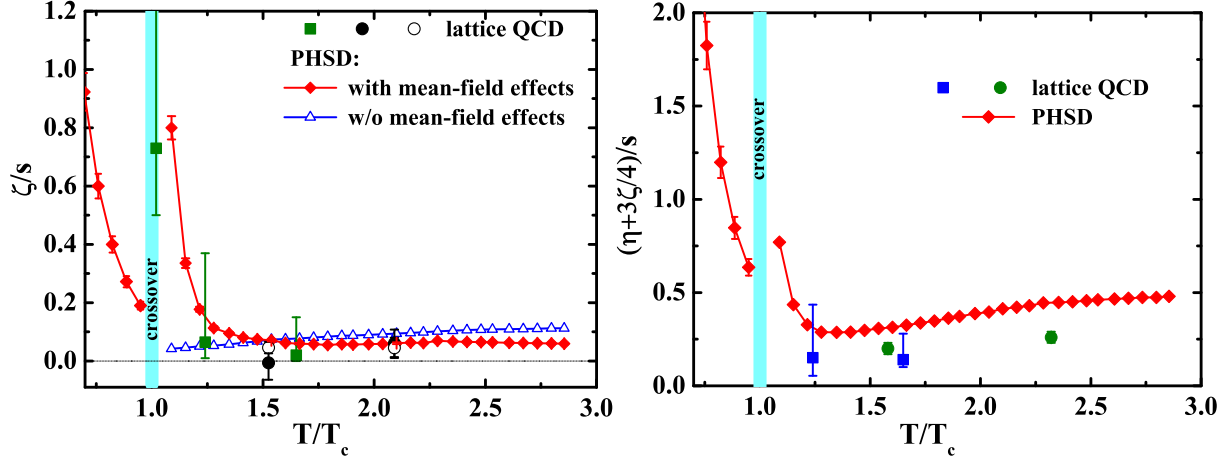 lattice QCD
PHSD:
with mean-field effects
w/o mean-field effects
1.2
1.0
0.8
0.6
0.4
0.2
0.0
ζ/s
crossover
1.0
1.5
2.0
2.5
3.0
T/Tc
2.0
1.5
1.0
0.5
0.0
(η+3ζ/4)/s
lattice QCD
PHSD
crossover
1.0
1.5
2.0
2.5
3.0
T/Tc